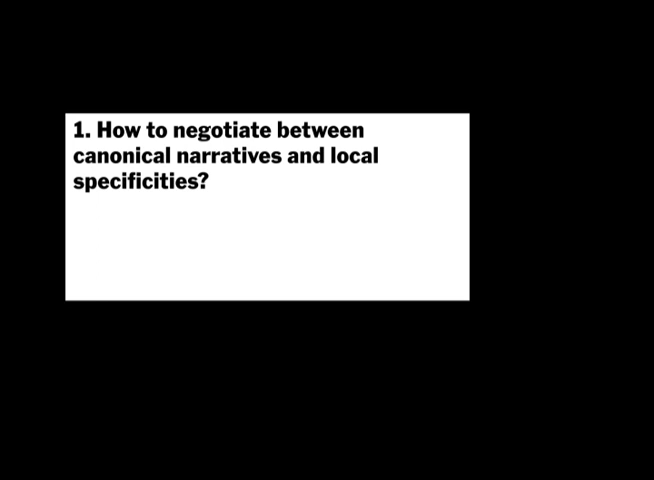 1. How to negotiate between
canonical narratives and local
specificities?